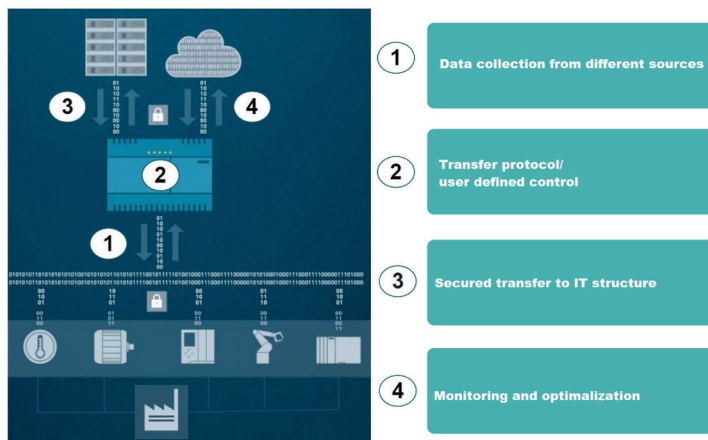 3
4
2
1
1
Data collection from different sources
2
Transfer protocol/
user defined control
3
Secured transfer to IT structure
4
Monitoring and optimalization